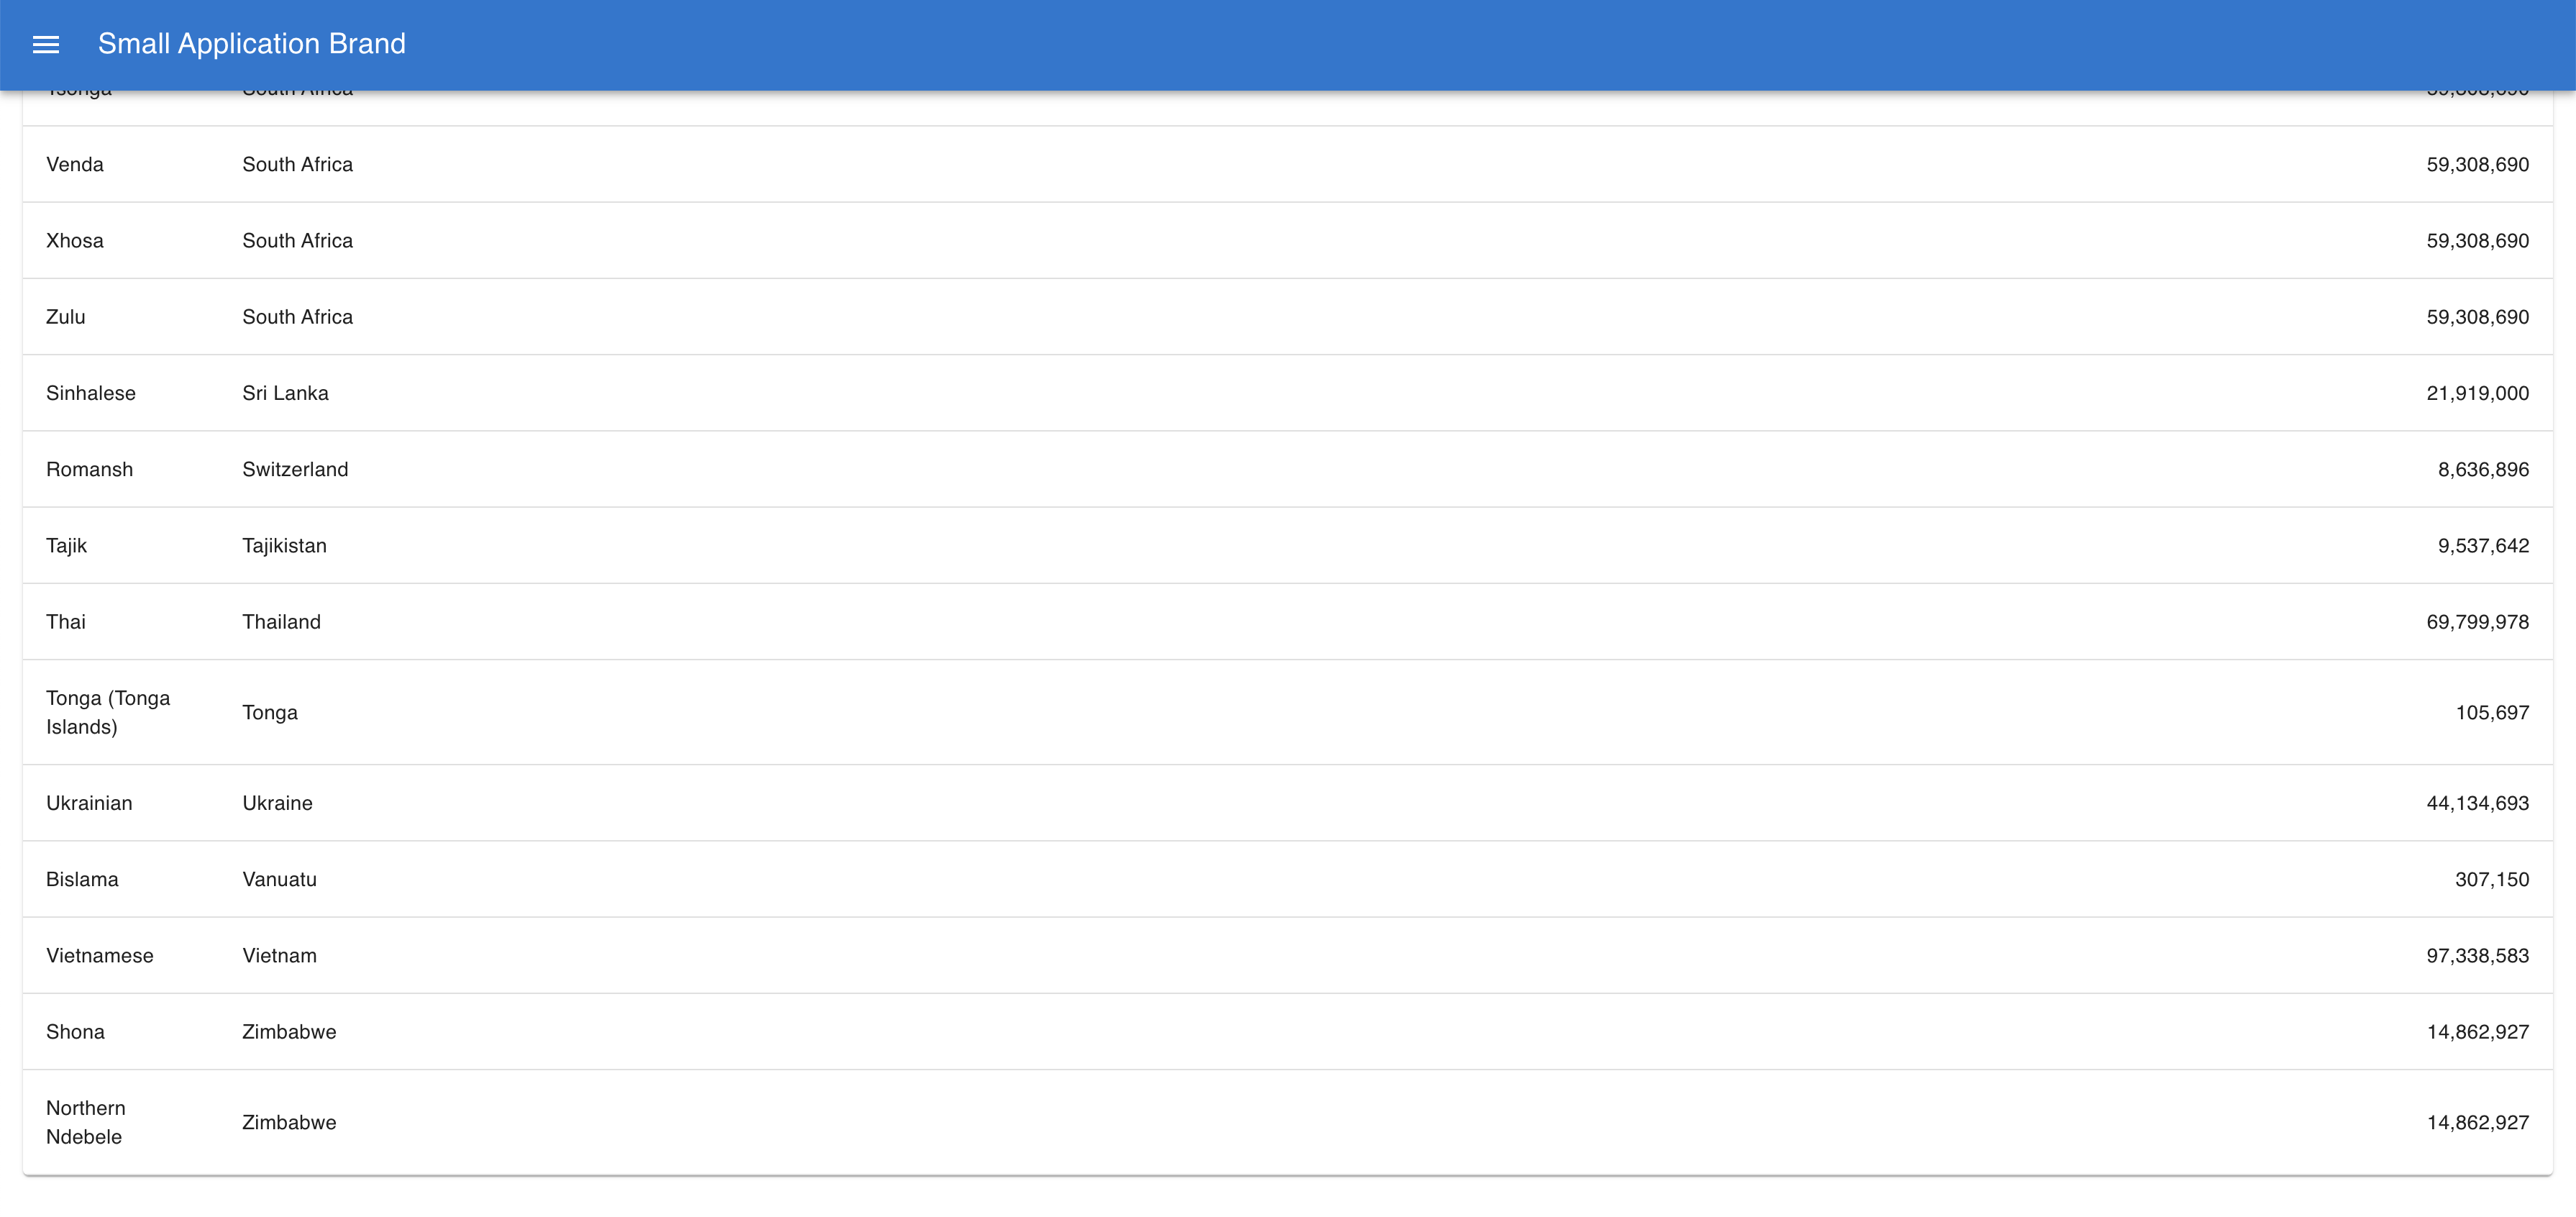 Small Application Brand
Tsonga South Africa
Venda South Africa 59,308,690
Xhosa South Africa 59,308,690
Zulu South Africa 59,308,690
Sinhalese Sri Lanka 21,919,000
Romansh Switzerland 8,636,896
Tajik Tajikistan 9,537,642
Thai Thailand 69,799,978
Tonga (Tonga
Islands) Tonga 105,697
Ukrainian Ukraine 44,134,693
Bislama Vanuatu 307,150
Vietnamese Vietnam 97,338,583
Shona Zimbabwe 14,862,927
Northern
Ndebele Zimbabwe 14,862,927